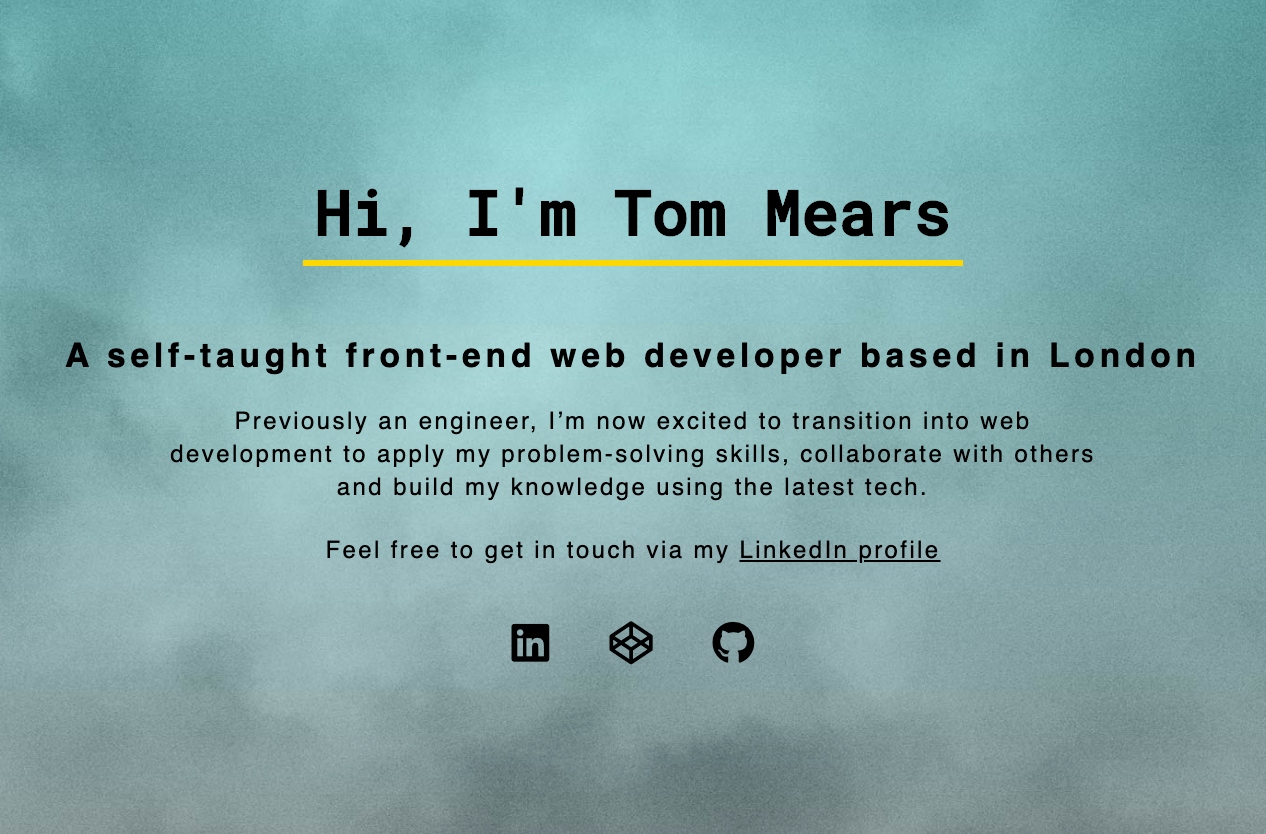 Hi, I'm Tom Mears
A self-taught front-end web developer based in London
Previously an engineer, I’m now excited to transition into web
development to apply my problem-solving skills, collaborate with others
and build my knowledge using the latest tech.
Feel free to get in touch via my LinkedIn profile
in